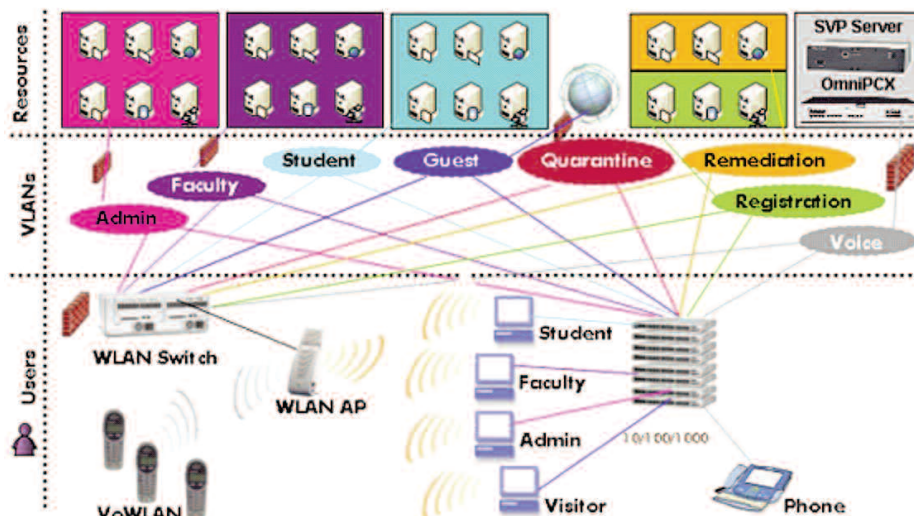 Resources
SVP Server
OmniPCX
VLANs
Student
Guest
Quarantine
Remediation
Faculty
Registration
Admin
Voice
Users
WLAN Switch
WLAN AP
Student
Faculty
Admin
10/100/1000
VoWLAN
Visitor
Phone